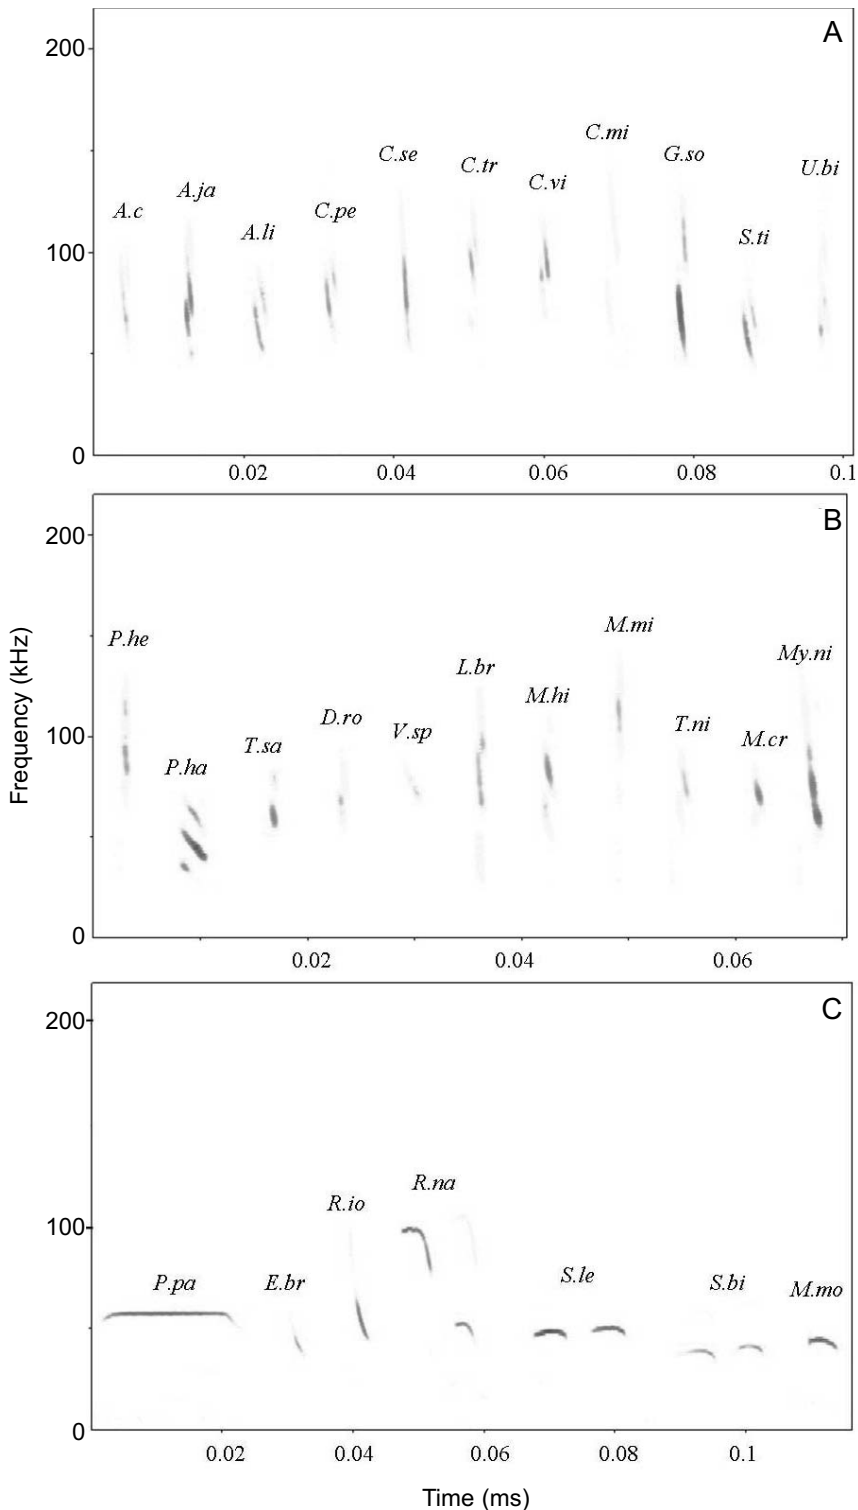 A
200
C.mi
C.se
G.so
C.tr
U.bi
C.vi
A.ja
A.c
C.pe
A.li
S.ti
100
0
0.02 0.04 0.06 0.08 0.1
B
200
Frequency (kHz)
P.he
M.mi
My.ni
L.br
M.hi
D.ro
T.ni
V.sp
T.sa
M.cr
P.ha
100
0
0.02 0.04 0.06
C
200
R.na
R.io
100
P.pa
E.br
S.le
S.bi
M.mo
0
0.02 0.04 0.06 0.08 0.1
Time (ms)